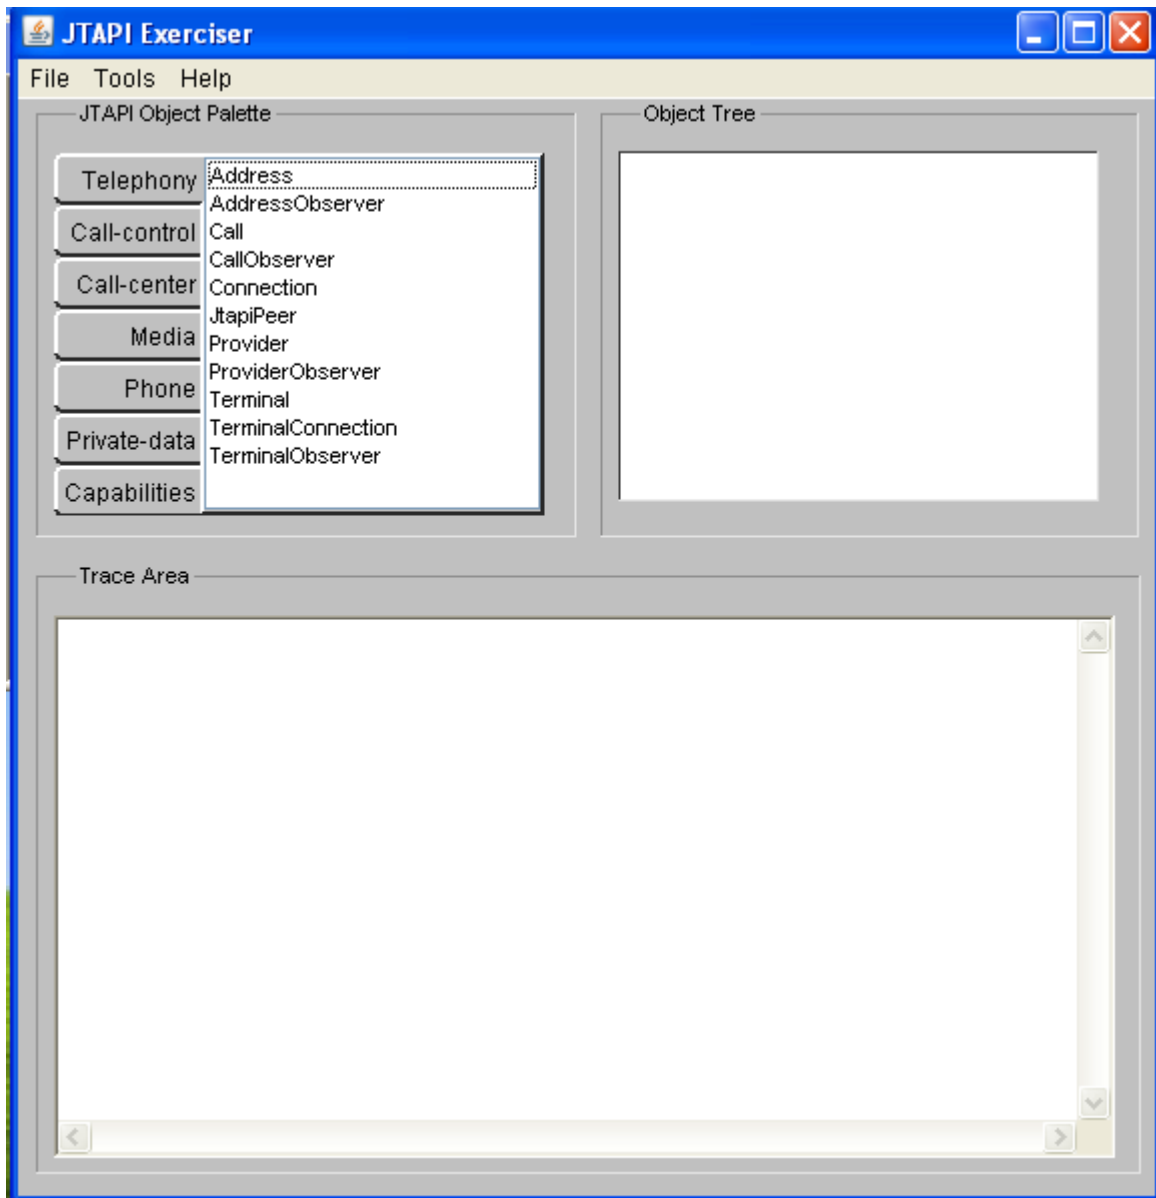 JTAPI Exerciser
File Tools Help
JTAPI Object Palette
Telephony
Call-control
Call-center
Media
Phone
Private-data
Capabilities
Address
AddressObserver
Call
CallObserver
Connection
JtapiPeer
Provider
ProviderObserver
Terminal
TerminalConnection
TerminalObserver
Object Tree
Trace Area